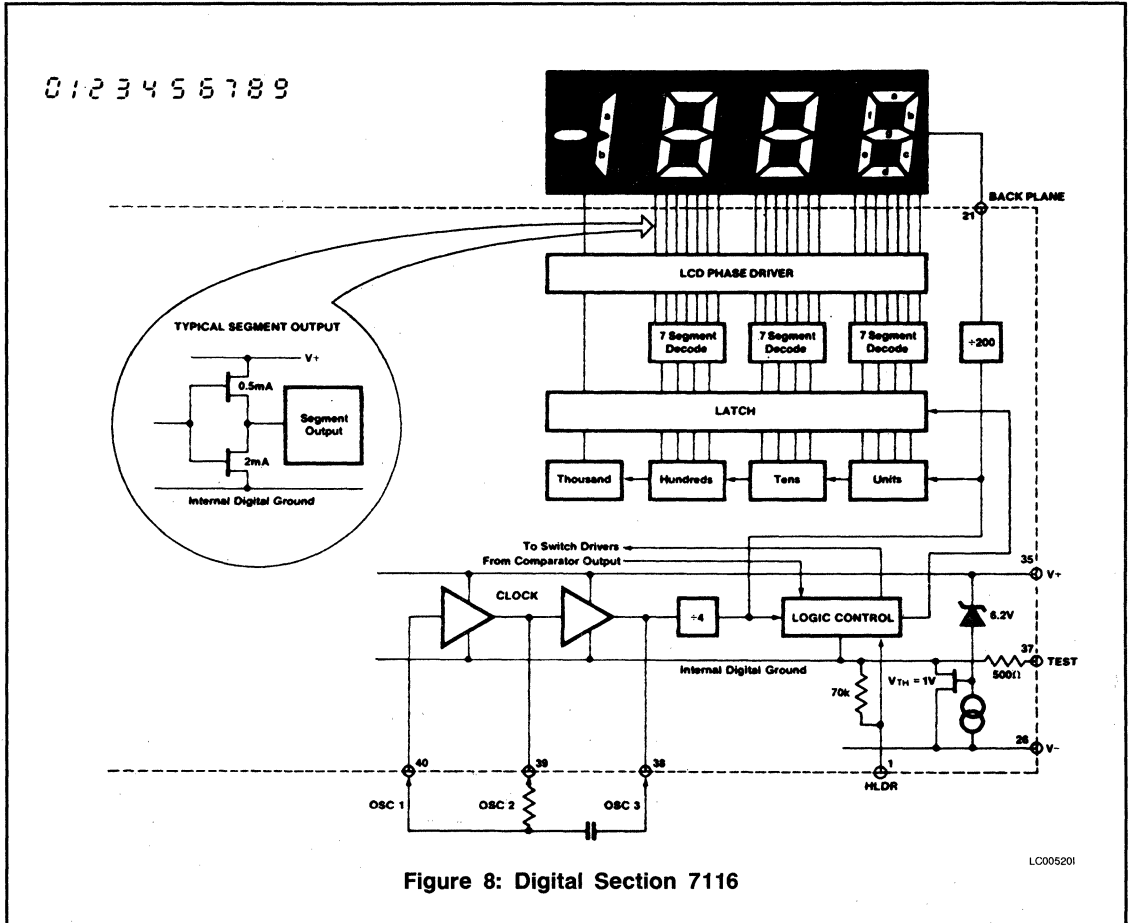 0123456789
a
b
a
f
b
g
e
c
d
BACK PLANE
21
LCD PHASE DRIVER
TYPICAL SEGMENT OUTPUT
V+
0.5mA
Segment
Output
2mA
Internal Digital Ground
7 Segment
Decode
7 Segment
Decode
7 Segment
Decode
÷200
LATCH
Thousand
Hundreds
Tens
Units
To Switch Drivers
From Comparator Output
35
V+
CLOCK
÷4
LOGIC CONTROL
6.2V
Internal Digital Ground
37
TEST
500Ω
70k
VTH = 1V
26
V−
40
39
38
1
HLDR
OSC 1
OSC 2
OSC 3
LC005201
Figure 8: Digital Section 7116